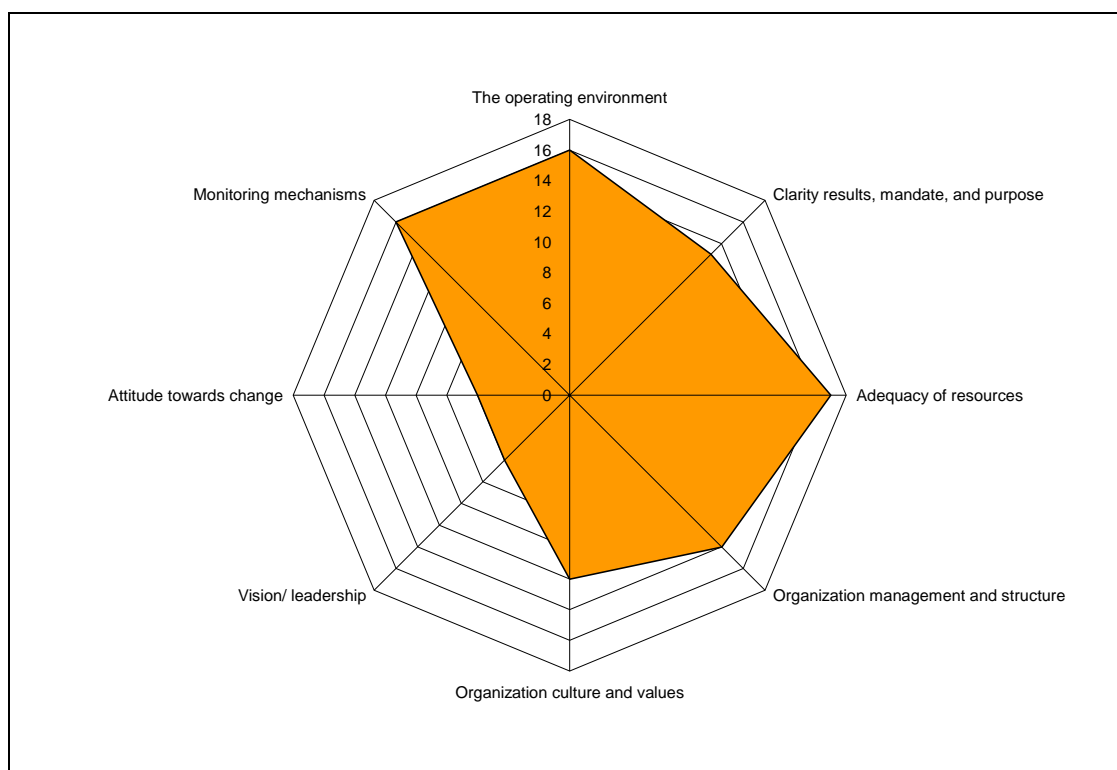 The operating environment
18
16
Monitoring mechanisms
Clarity results, mandate, and purpose
14
12
10
8
6
4
2
Attitude towards change
0
Adequacy of resources
Vision/ leadership
Organization management and structure
Organization culture and values